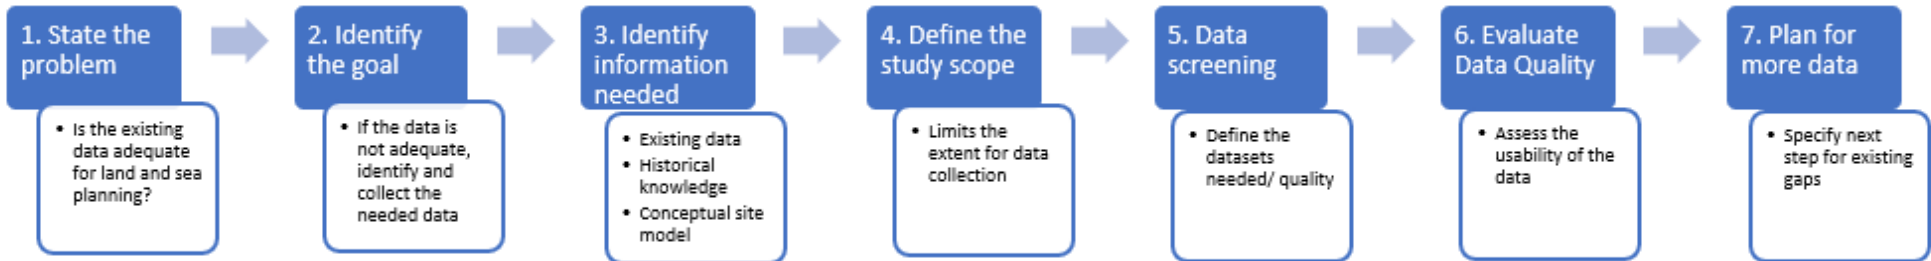 1. State the
problem
• Is the existing
data adequate
for land and sea
planning?
2. Identify
the goal
• If the data is
not adequate,
identify and
collect the
needed data
3. Identify
information
needed
• Existing data
• Historical
knowledge
• Conceptual site
model
4. Define the
study scope
• Limits the
extent for data
collection
5. Data
screening
• Define the
datasets
needed/ quality
6. Evaluate
Data Quality
• Assess the
usability of the
data
7. Plan for
more data
• Specify next
step for existing
gaps